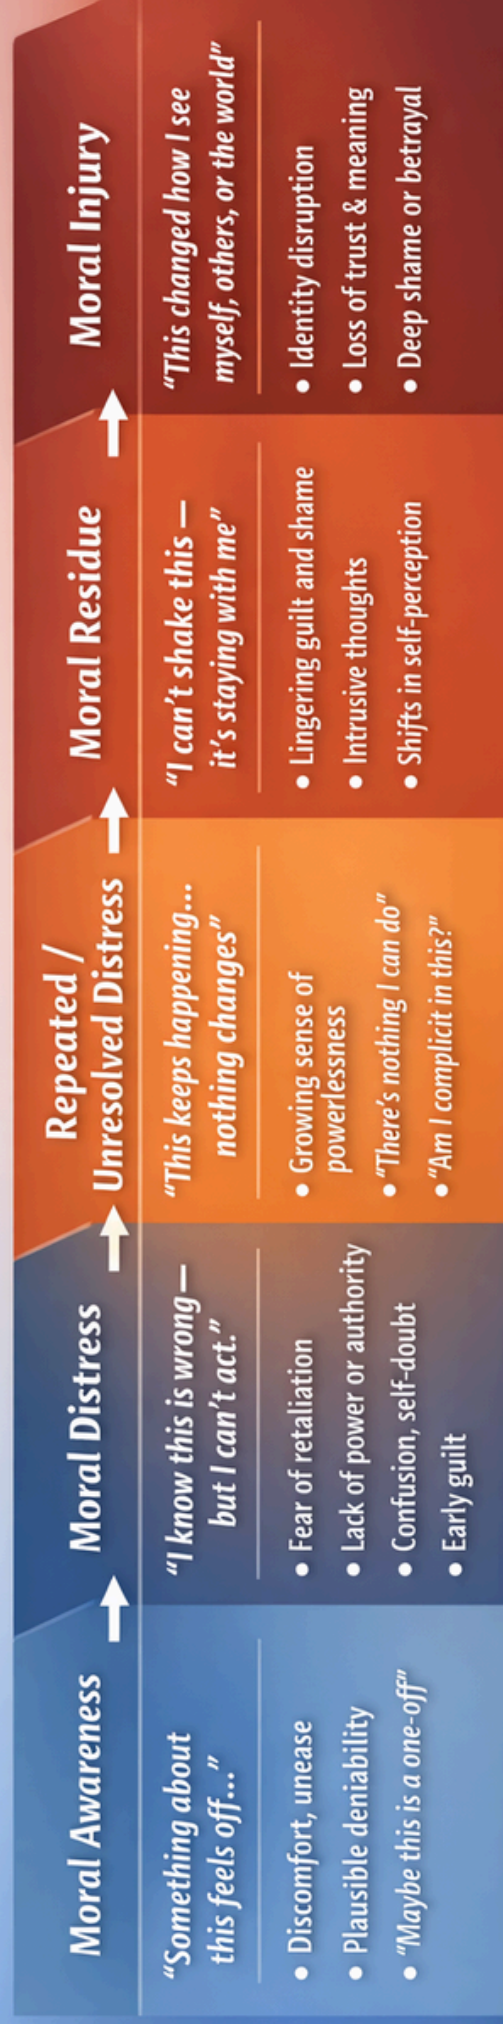 Moral Awareness
"Something about
this feels off..."
• Discomfort, unease
• Plausible deniability
• "Maybe this is a one-off"
Moral Distress
"I know this is wrong—
but I can't act."
• Fear of retaliation
• Lack of power or authority
• Confusion, self-doubt
• Early guilt
Repeated /
Unresolved Distress
"This keeps happening...
nothing changes"
• Growing sense of
powerlessness
• "There's nothing I can do"
• "Am I complicit in this?"
Moral Residue
"I can't shake this —
it's staying with me"
• Lingering guilt and shame
• Intrusive thoughts
• Shifts in self-perception
Moral Injury
"This changed how I see
myself, others, or the world"
• Identity disruption
• Loss of trust & meaning
• Deep shame or betrayal